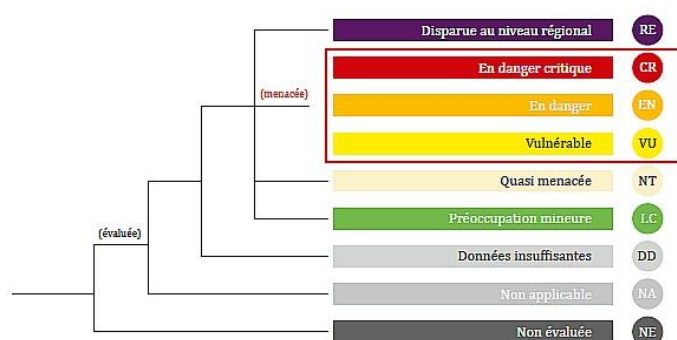 Disparue au niveau régional RE
En danger critique CR
(menacée)
En danger EN
Vulnérable VU
Quasi menacée NT
Préoccupation mineure LC
(évaluée)
Données insuffisantes DD
Non applicable NA
Non évaluée NE